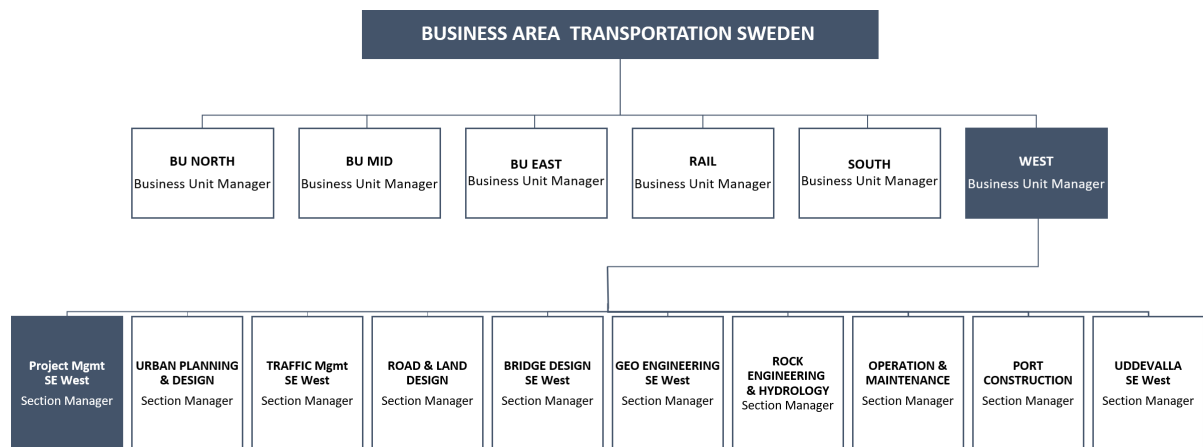 BUSINESS AREA TRANSPORTATION SWEDEN
BU NORTH
Business Unit Manager
BU MID
Business Unit Manager
BU EAST
Business Unit Manager
RAIL
Business Unit Manager
SOUTH
Business Unit Manager
WEST
Business Unit Manager
Project Mgmt
SE West
Section Manager
URBAN PLANNING
& DESIGN
Section Manager
TRAFFIC Mgmt
SE West
Section Manager
ROAD & LAND
DESIGN
Section Manager
BRIDGE DESIGN
SE West
Section Manager
GEO ENGINEERING
SE West
Section Manager
ROCK
ENGINEERING
& HYDROLOGY
Section Manager
OPERATION &
MAINTENANCE
Section Manager
PORT
CONSTRUCTION
Section Manager
UDDEVALLA
SE West
Section Manager